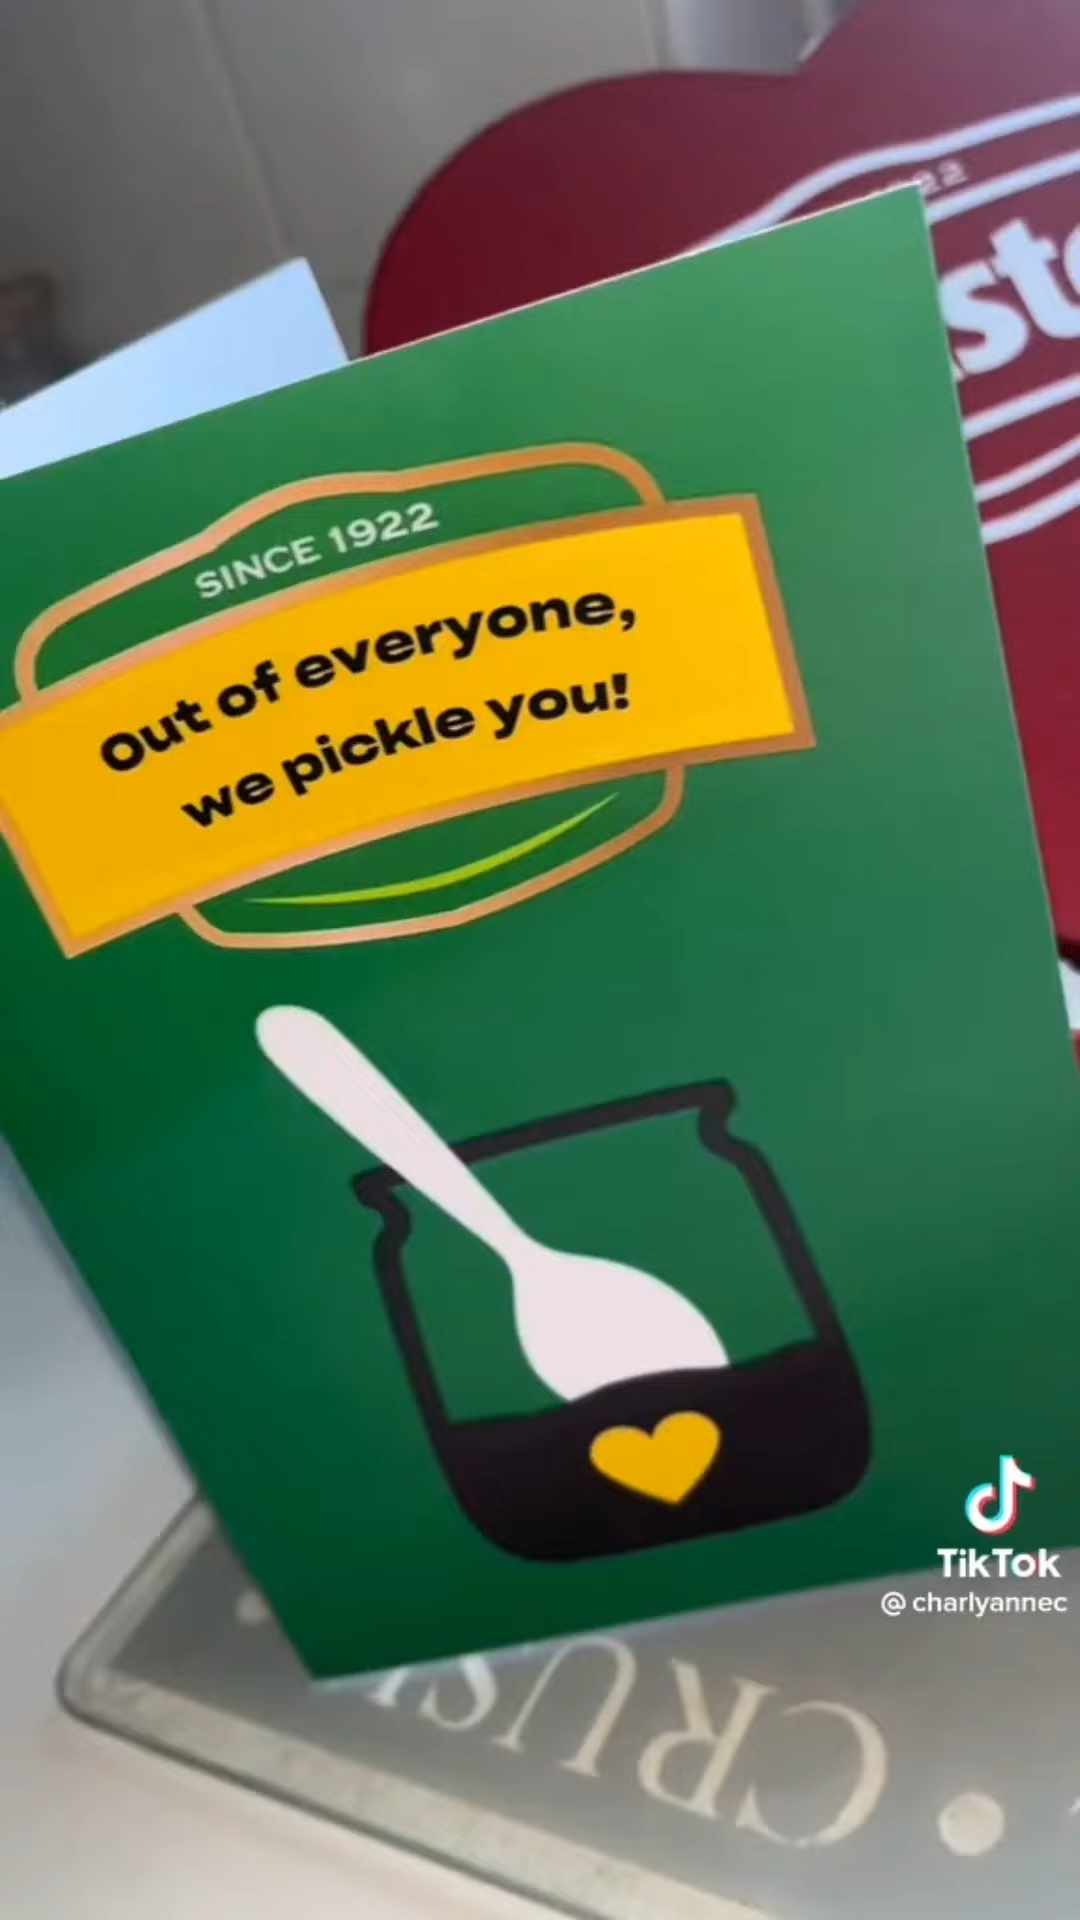 SINCE 1922
Out of everyone,
we pickle you!
TikTok
@charlyannec